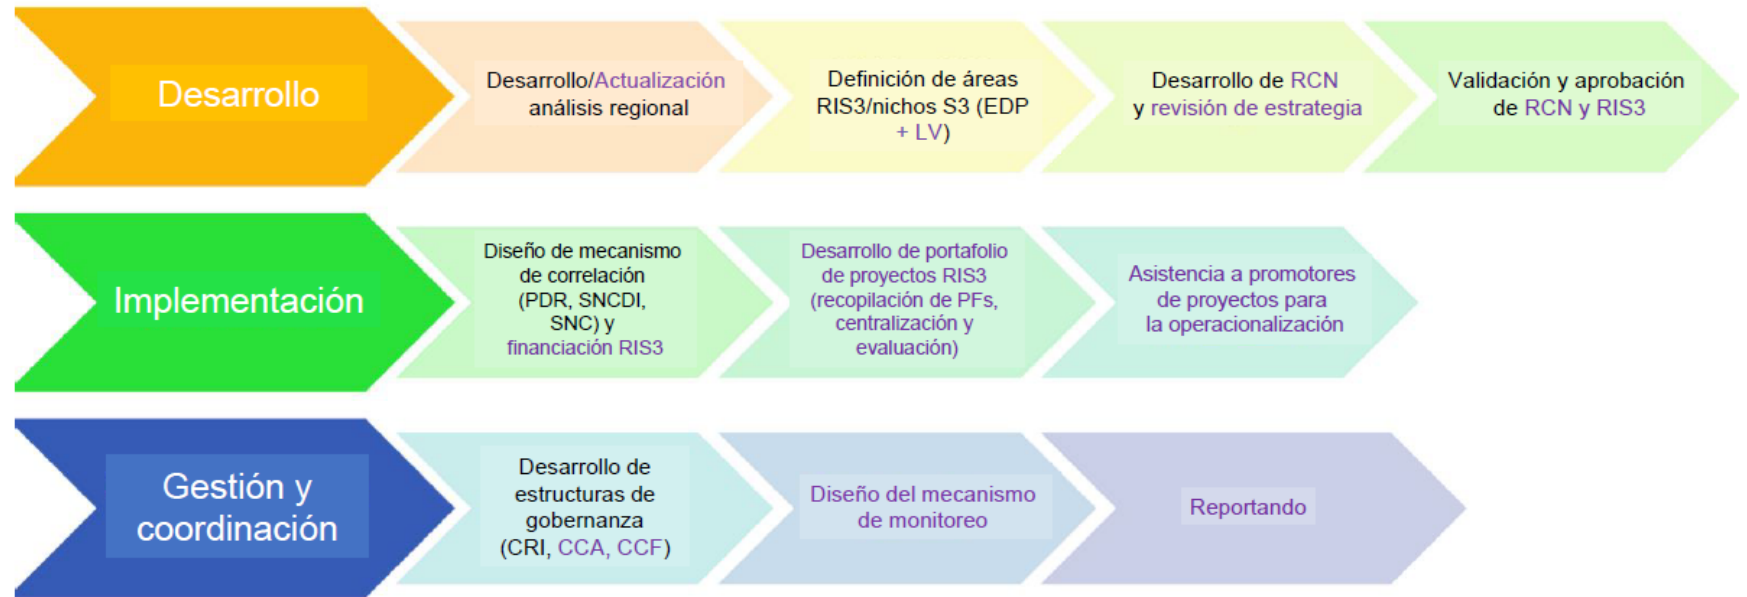 Desarrollo
Desarrollo/Actualización
análisis regional
Definición de áreas
RIS3/nichos S3 (EDP
+ LV)
Desarrollo de RCN
y revisión de estrategia
Validación y aprobación
de RCN y RIS3
Implementación
Diseño de mecanismo
de correlación
(PDR, SNCDI,
SNC) y
financiación RIS3
Desarrollo de portafolio
de proyectos RIS3
(recopilación de PFs,
centralización y
evaluación)
Asistencia a promotores
de proyectos para
la operacionalización
Gestión y
coordinación
Desarrollo de
estructuras de
gobernanza
(CRI, CCA, CCF)
Diseño del mecanismo
de monitoreo
Reportando